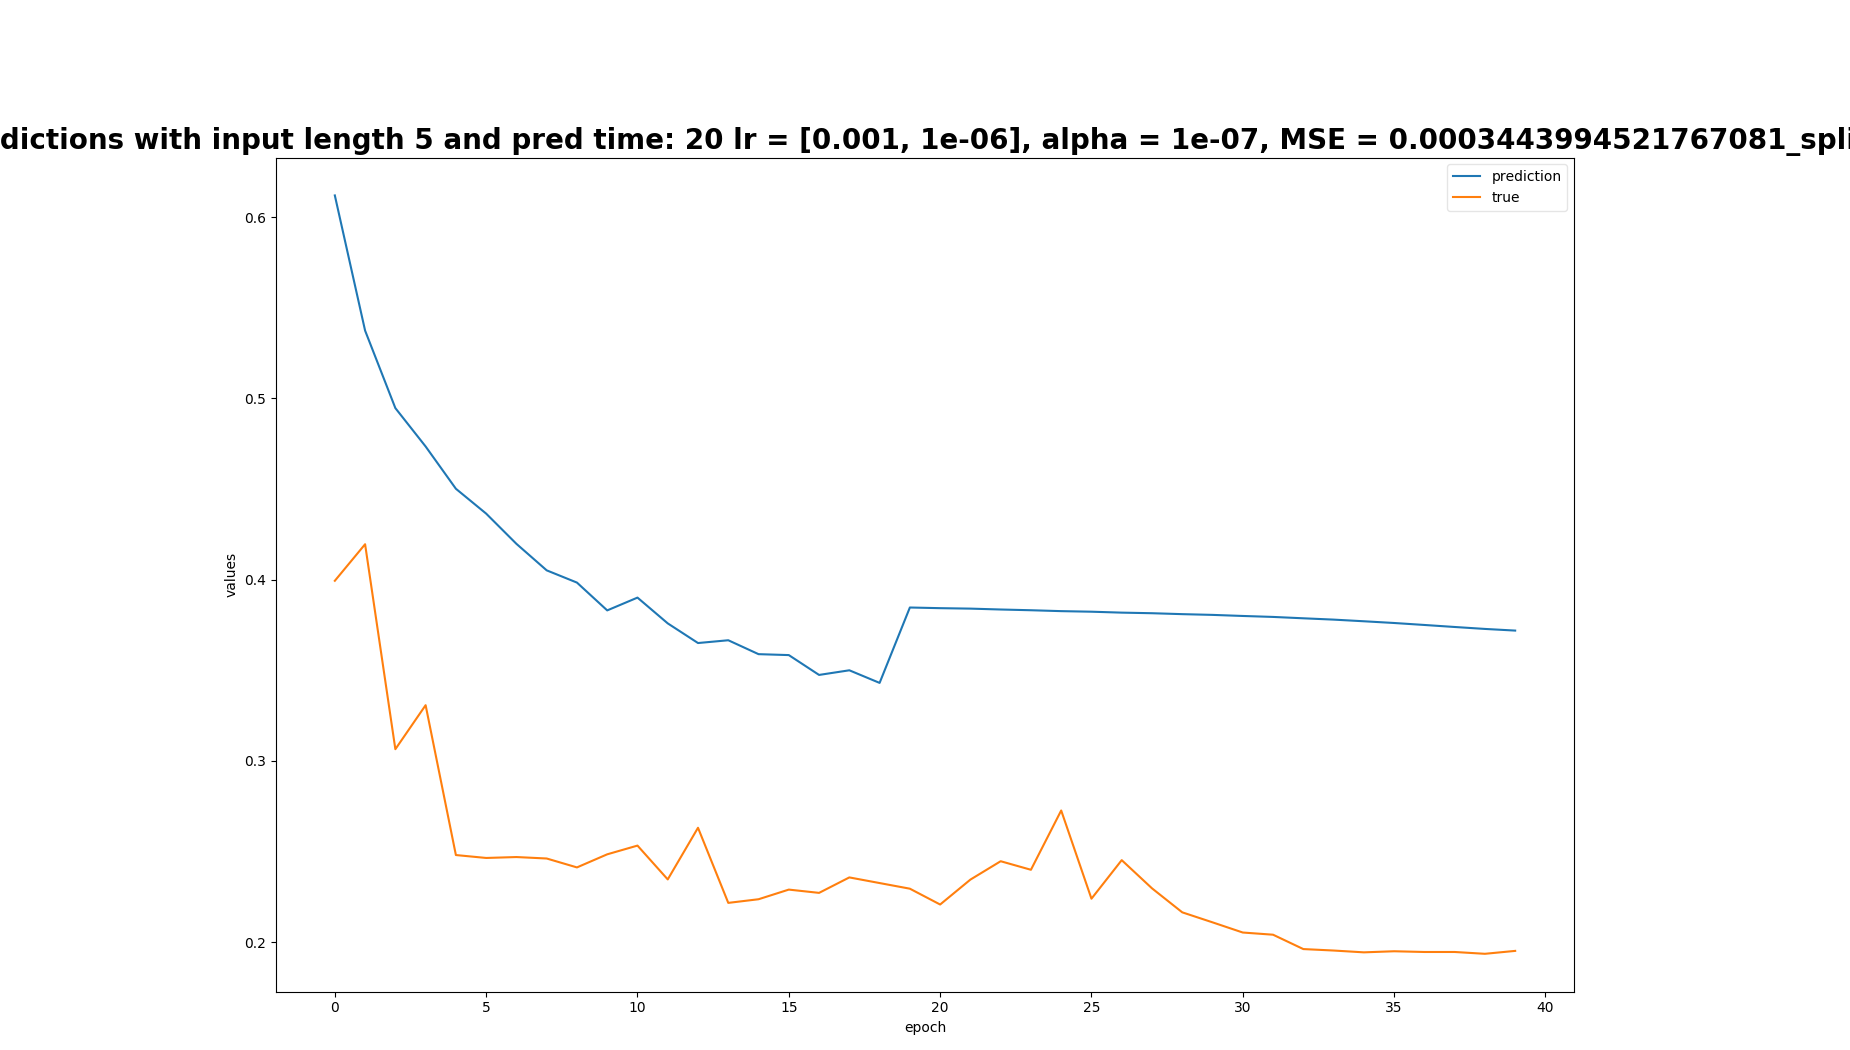 dictions with input length 5 and pred time: 20 lr = [0.001, 1e-06], alpha = 1e-07, MSE = 0.0003443994521767081_spli
prediction
true
0.6
0.5
0.4
0.3
0.2
values
0 5 10 15 20 25 30 35 40
epoch